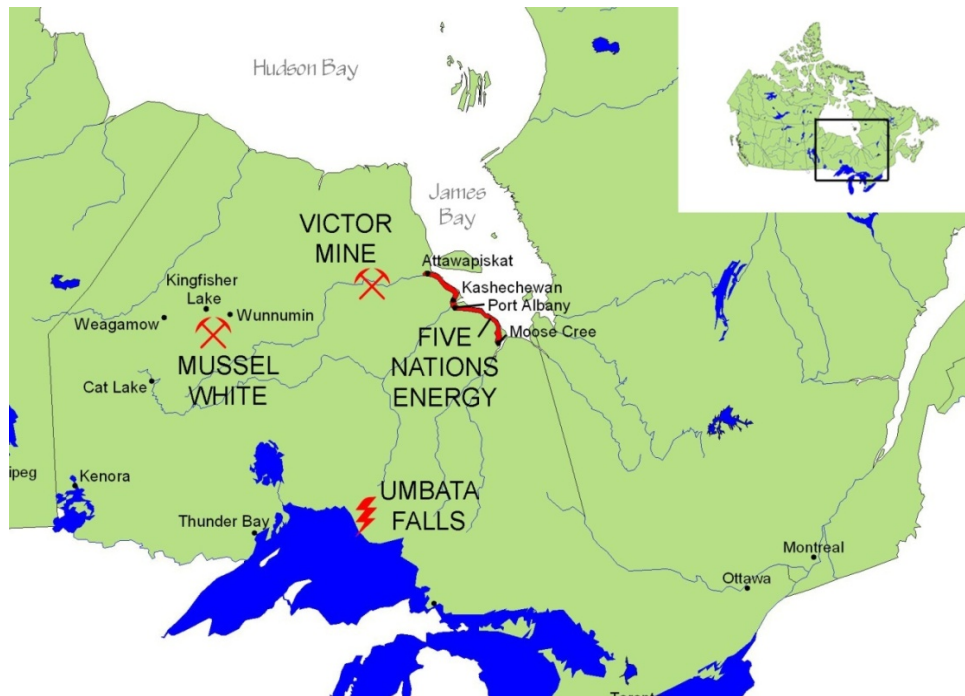 Hudson Bay
James
Bay
VICTOR
MINE
Attawapiskat
Kingfisher
Lake
Kashechewan
Port Albany
Weagamow
Wunnumin
Moose Cree
FIVE
NATIONS
ENERGY
MUSSEL
WHITE
Cat Lake
ipeg
Kenora
UMBATA
FALLS
Thunder Bay
Montreal
Ottawa